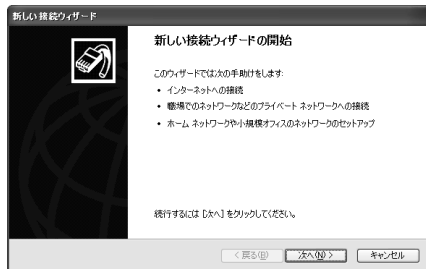 新しい接続ウィザード
新しい接続ウィザードの開始
このウィザードでは次の手助けをします:
• インターネットへの接続
• 職場でのネットワークなどのプライベート ネットワークへの接続
• ホーム ネットワークや小規模オフィスのネットワークのセットアップ
続行するには [次へ] をクリックしてください。
< 戻る(B) 次へ(N) > キャンセル